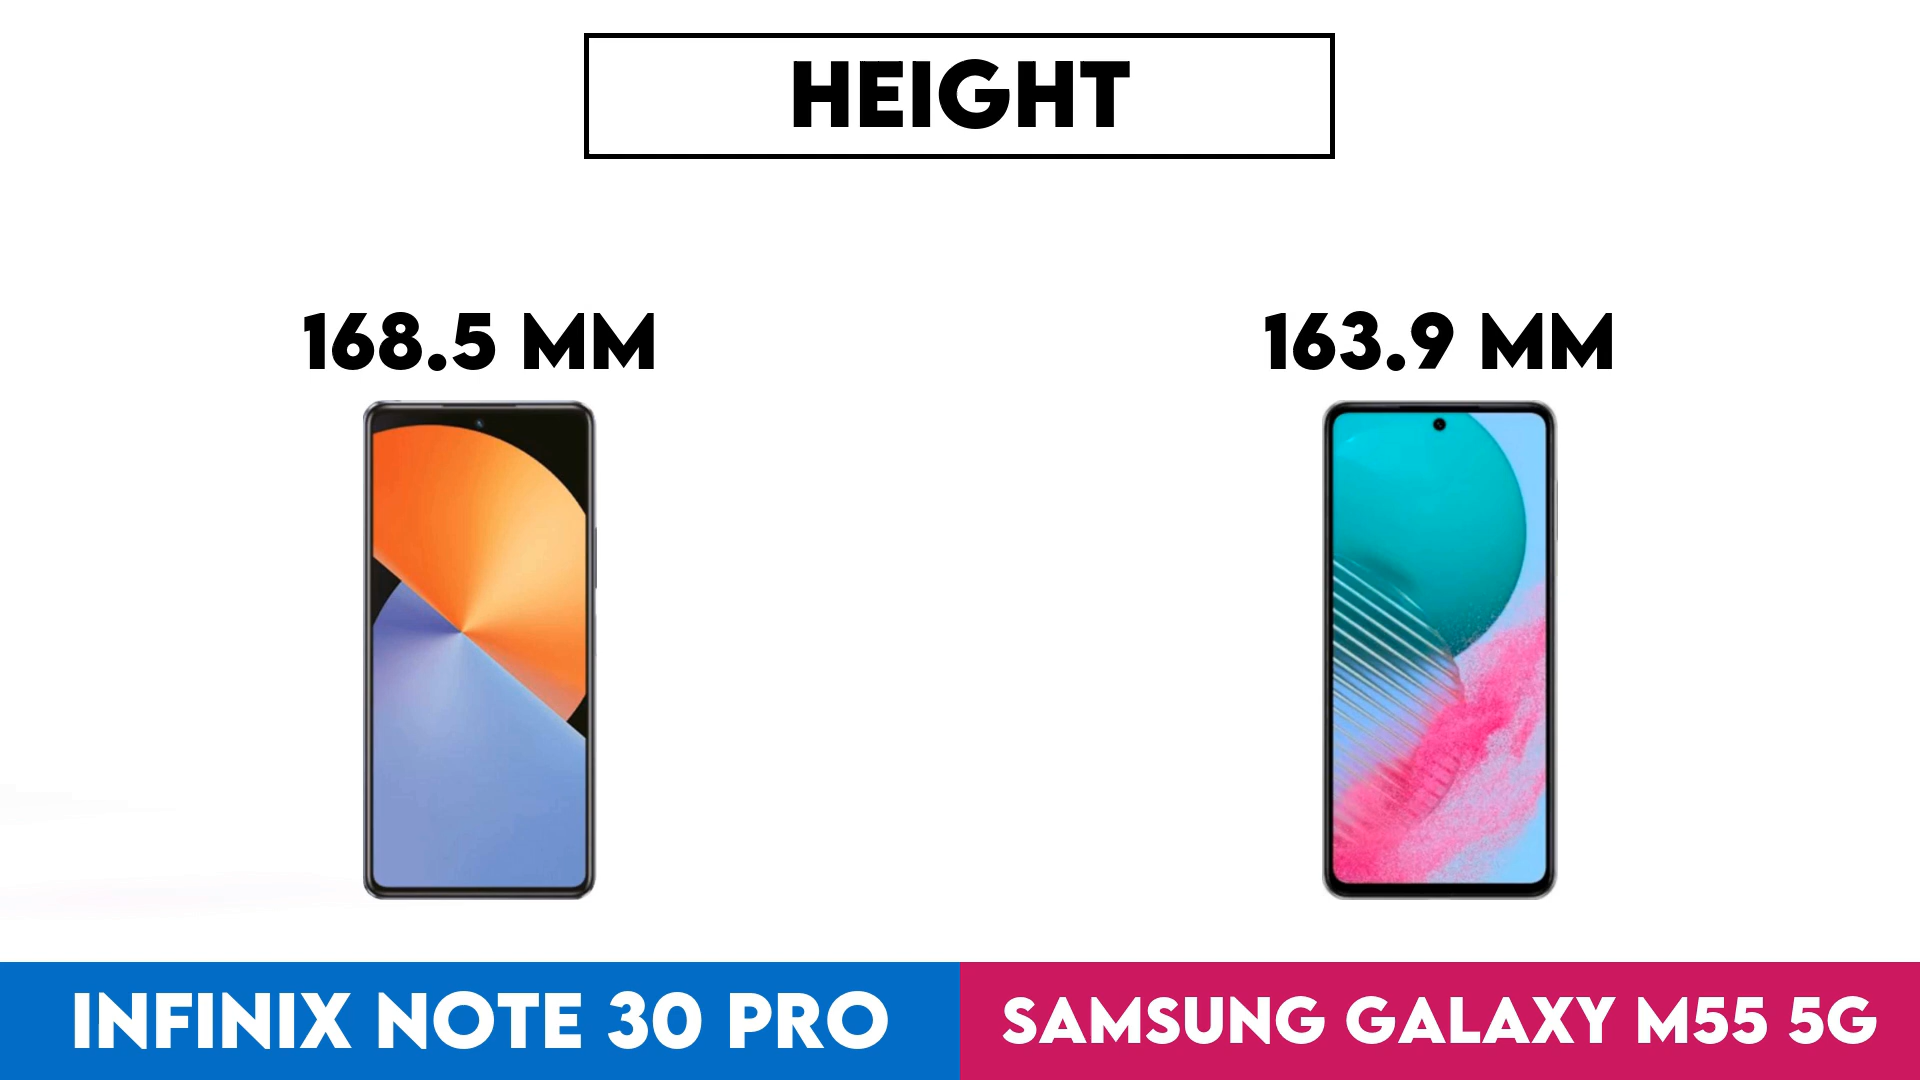 HEIGHT
168.5 MM
163.9 MM
INFINIX NOTE 30 PRO
SAMSUNG GALAXY M55 5G